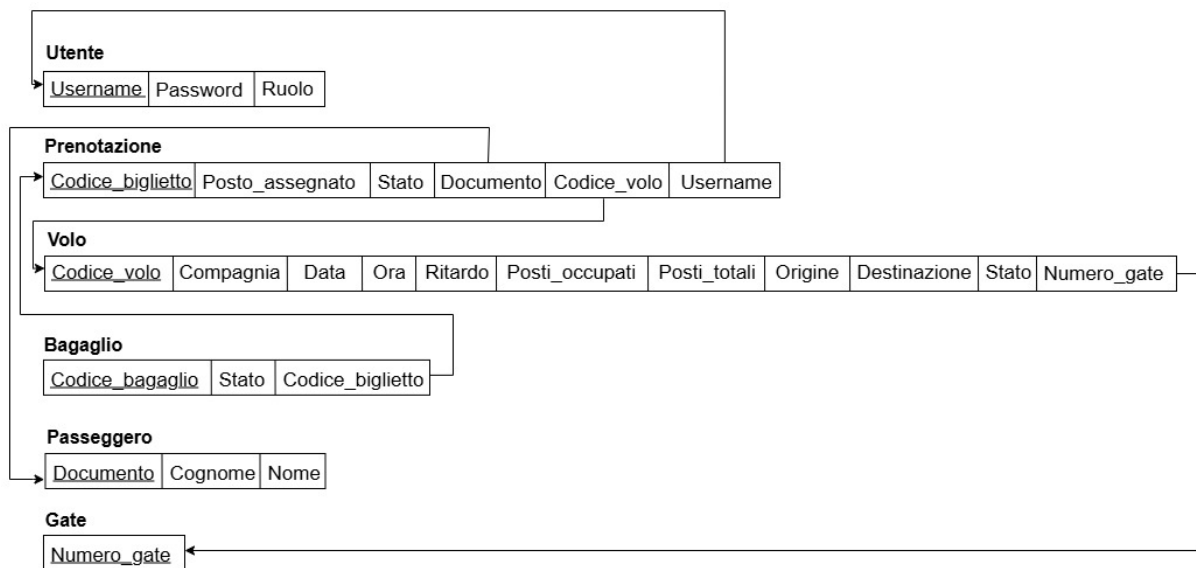 Utente
Username Password Ruolo
Prenotazione
Codice_biglietto Posto_assegnato Stato Documento Codice_volo Username
Volo
Codice_volo Compagnia Data Ora Ritardo Posti_occupati Posti_totali Origine Destinazione Stato Numero_gate
Bagaglio
Codice_bagaglio Stato Codice_biglietto
Passeggero
Documento Cognome Nome
Gate
Numero_gate